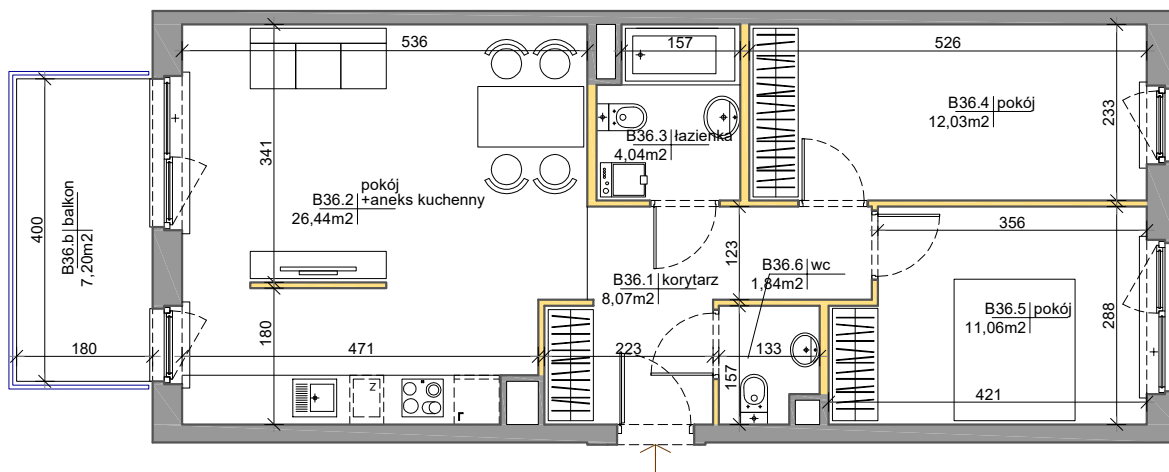 536
157
526
B36.4 pokój
12,03m2
233
B36.3 łazienka
4,04m2
341
pokój
B36.2 +aneks kuchenny
26,44m2
400
B36.b balkon
7,20m2
356
123
B36.6 wc
1,84m2
B36.1 korytarz
8,07m2
B36.5 pokój
11,06m2
288
180
180
471
223
133
157
Z
421